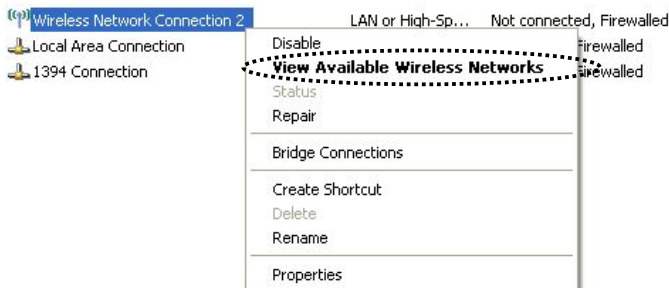 Wireless Network Connection 2 LAN or High-Sp... Not connected, Firewalled
Local Area Connection Firewalled
1394 Connection Firewalled
Disable
View Available Wireless Networks
Status
Repair
Bridge Connections
Create Shortcut
Delete
Rename
Properties